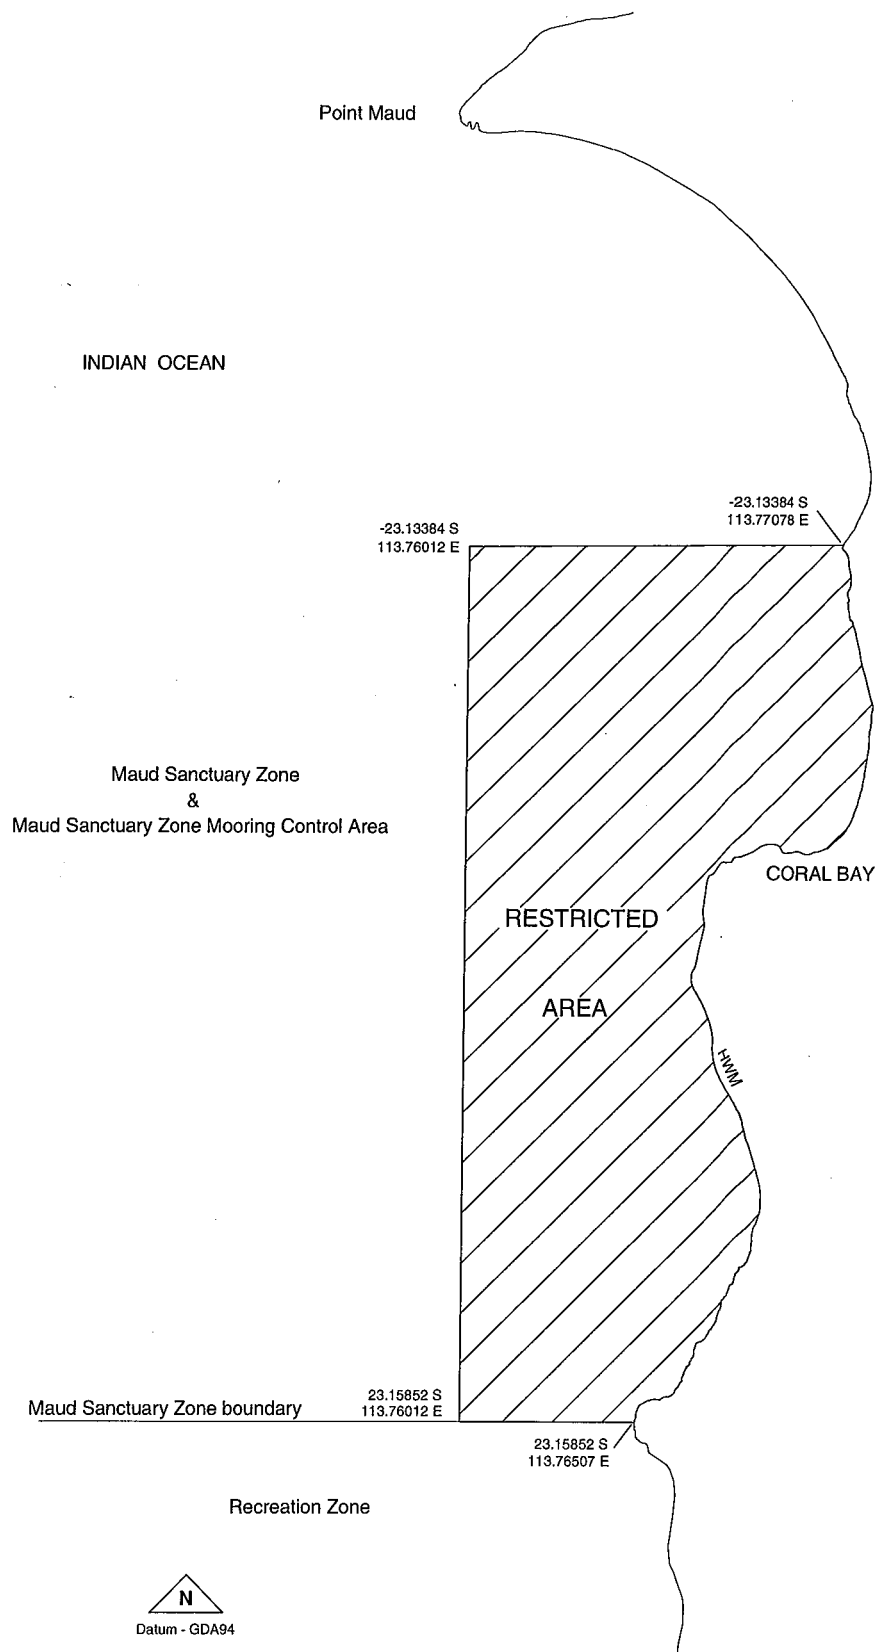 Point Maud
INDIAN OCEAN
-23.13384 S
113.77078 E
-23.13384 S
113.76012 E
Maud Sanctuary Zone
&
Maud Sanctuary Zone Mooring Control Area
CORAL BAY
RESTRICTED
AREA
HWM
23.15852 S
113.76012 E
Maud Sanctuary Zone boundary
23.15852 S
113.76507 E
Recreation Zone
N
Datum - GDA94